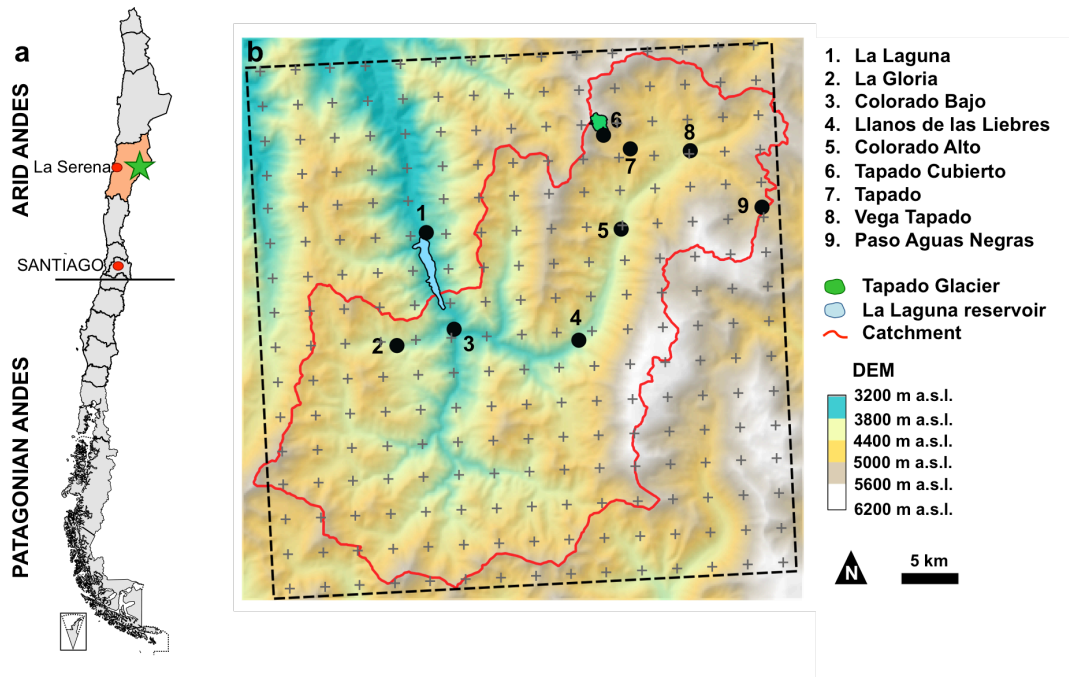 a
ARID ANDES
La Serena
SANTIAGO
PATAGONIAN ANDES
b
6
8
7
9
1
5
4
3
2
1. La Laguna
2. La Gloria
3. Colorado Bajo
4. Llanos de las Liebres
5. Colorado Alto
6. Tapado Cubierto
7. Tapado
8. Vega Tapado
9. Paso Aguas Negras
Tapado Glacier
La Laguna reservoir
Catchment
DEM
3200 m a.s.l.
3800 m a.s.l.
4400 m a.s.l.
5000 m a.s.l.
5600 m a.s.l.
6200 m a.s.l.
N
5 km